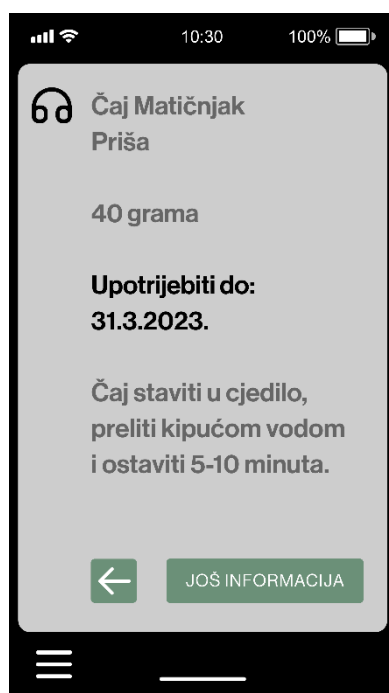 10:30
100%
Čaj Matičnjak
Priša
40 grama
Upotrijebiti do:
31.3.2023.
Čaj staviti u cjedilo,
preliti kipućom vodom
i ostaviti 5-10 minuta.
JOŠ INFORMACIJA